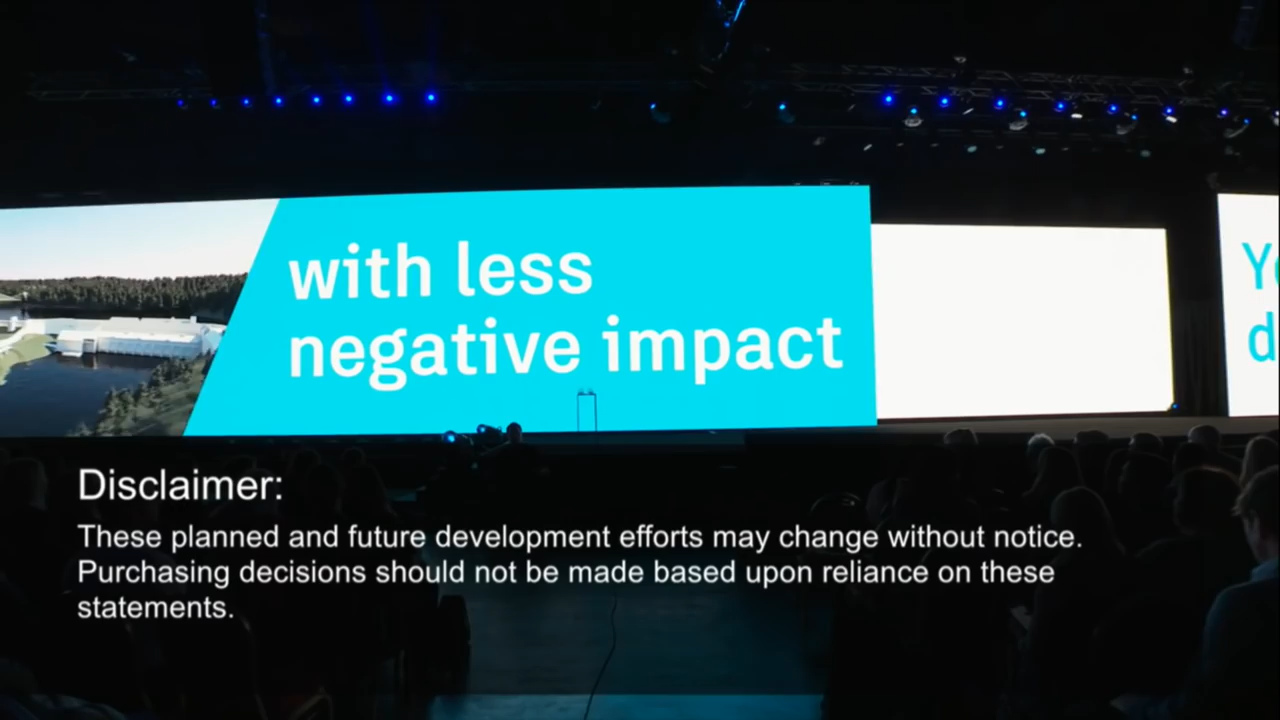 with less
negative impact
Disclaimer:
These planned and future development efforts may change without notice.
Purchasing decisions should not be made based upon reliance on these
statements.